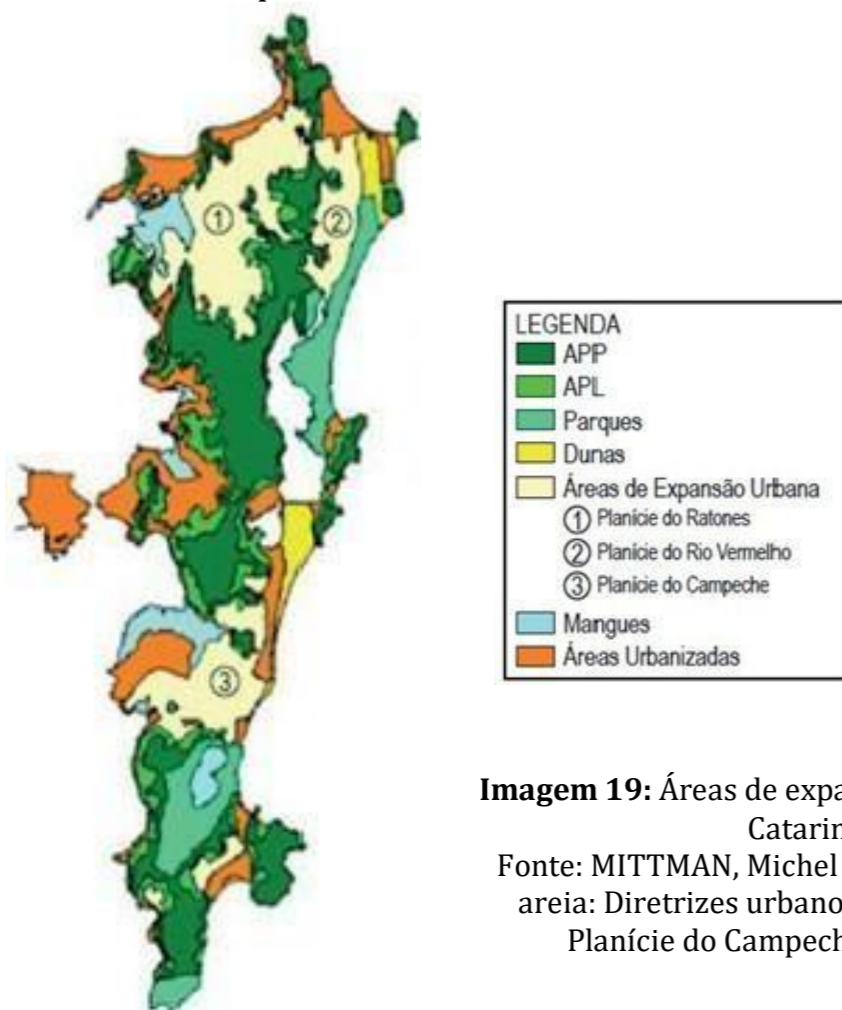 ①
②
③
LEGENDA
APP
APL
Parques
Dunas
Áreas de Expansão Urbana
① Planície do Ratones
② Planície do Rio Vermelho
③ Planície do Campeche
Mangues
Áreas Urbanizadas
Imagem 19: Áreas de expa
Catarin
Fonte: MITTMAN, Michel
areia: Diretrizes urbano
Planície do Campech